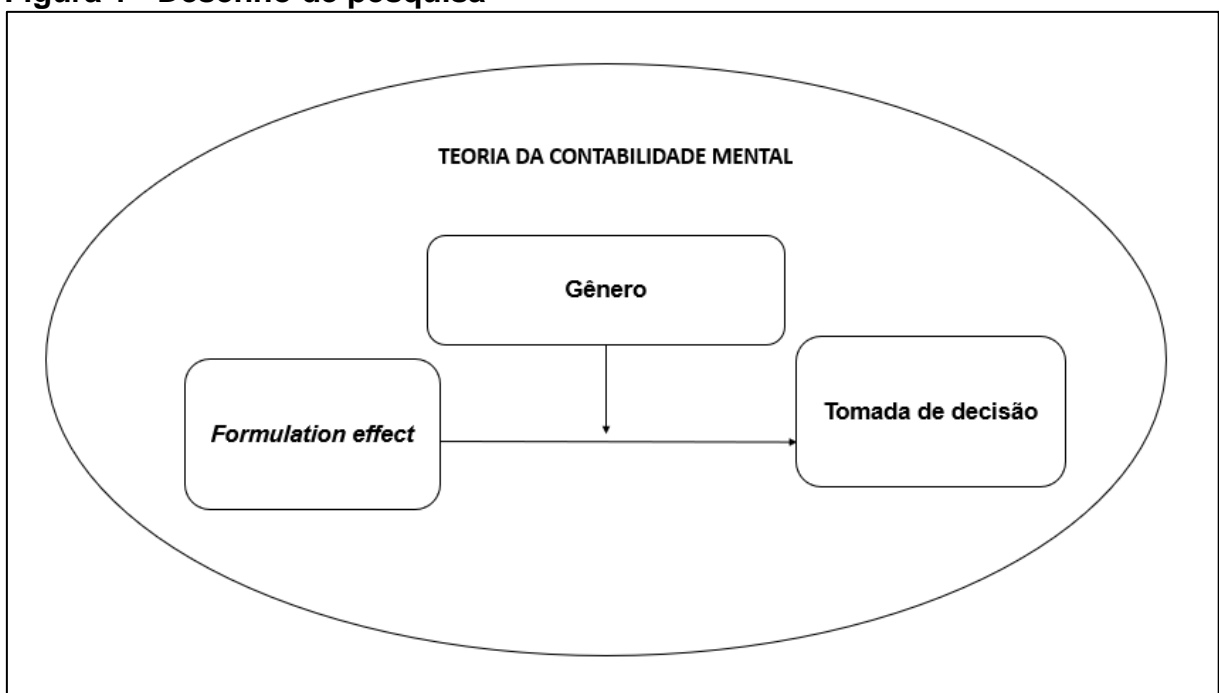 Figura 1 - Desenho de pesquisa
TEORIA DA CONTABILIDADE MENTAL
Gênero
Formulation effect
Tomada de decisão